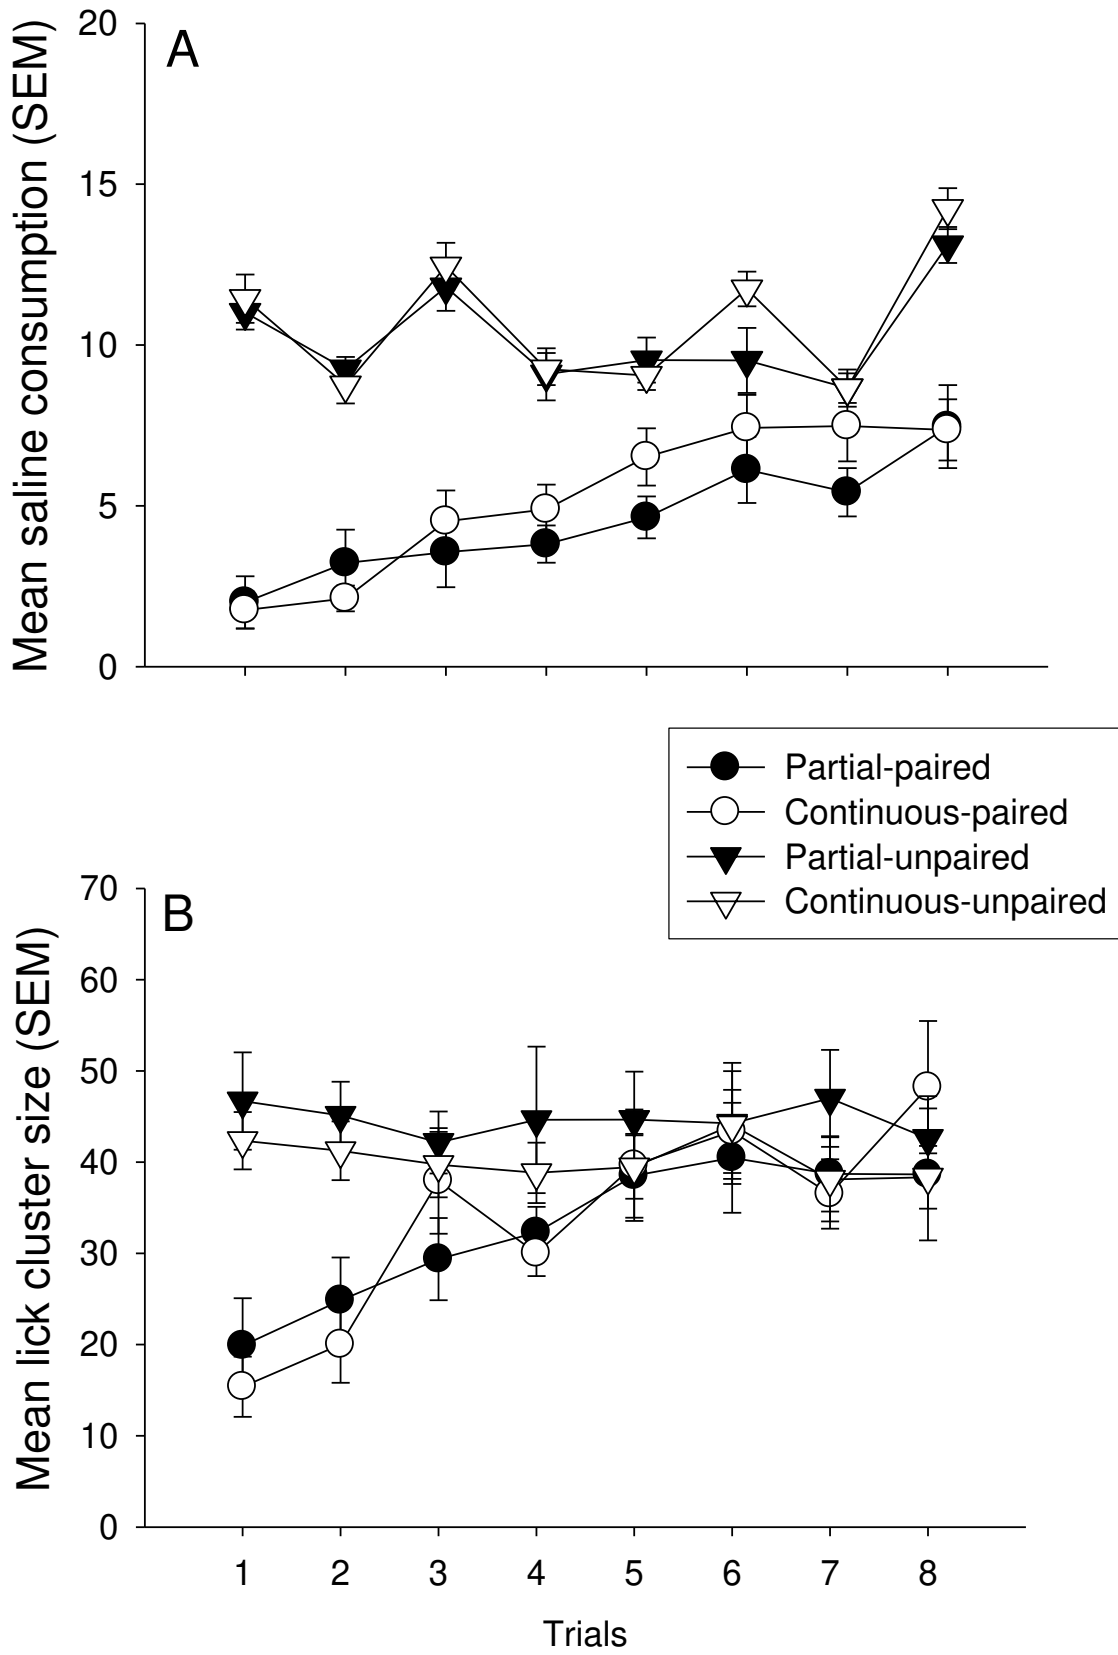 A
Mean saline consumption (SEM)
20
15
10
5
0
Partial-paired
Continuous-paired
Partial-unpaired
Continuous-unpaired
B
Mean lick cluster size (SEM)
70
60
50
40
30
20
10
0
1 2 3 4 5 6 7 8
Trials